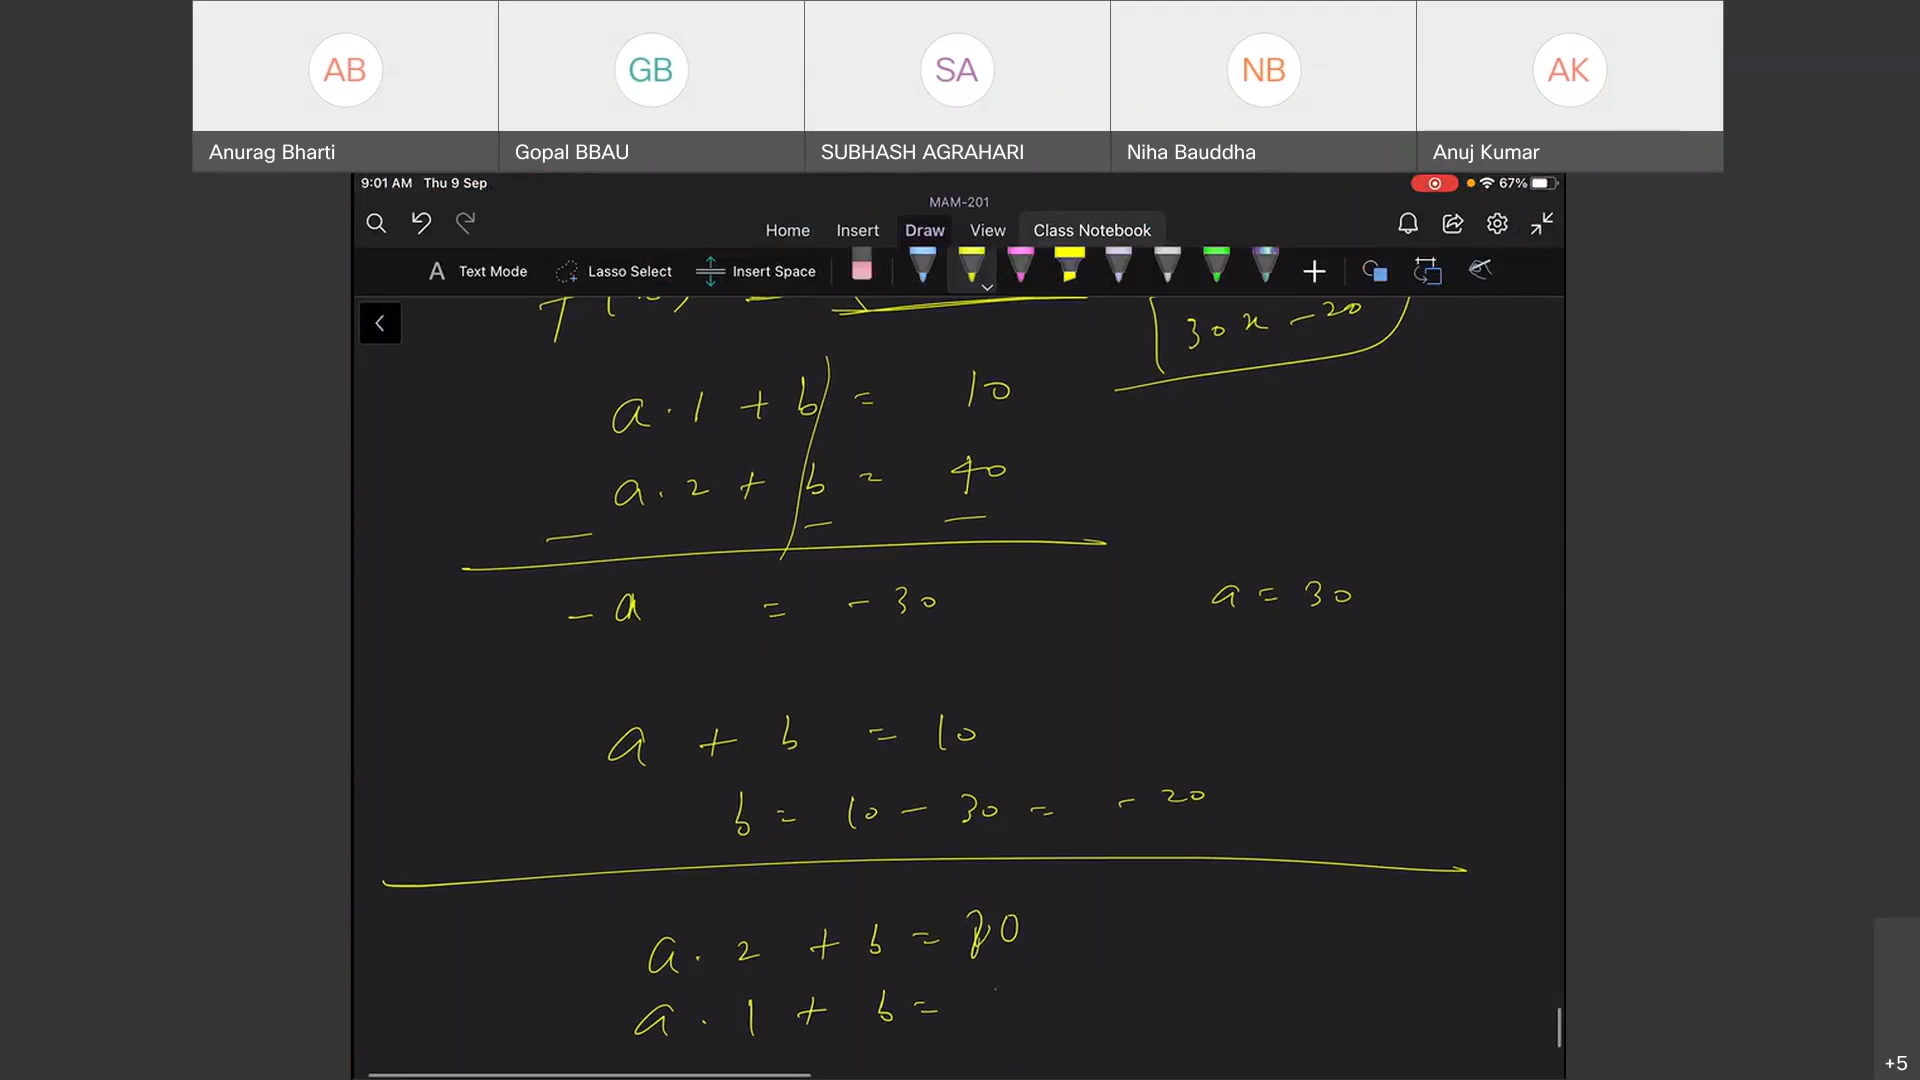 AB GB SA NB AK
Anurag Bharti Gopal BBAU SUBHASH AGRAHARI Niha Bauddha Anuj Kumar
9:01 AM Thu 9 Sep 67%
MAM-201
Home Insert Draw View Class Notebook
A Text Mode Lasso Select Insert Space
30x - 20
a . 1 + b = 10
a . 2 + b = 40
- a = - 30 a = 30
a + b = 10
b = 10 - 30 = - 20
a . 2 + b =
a . 1 + b =
+5